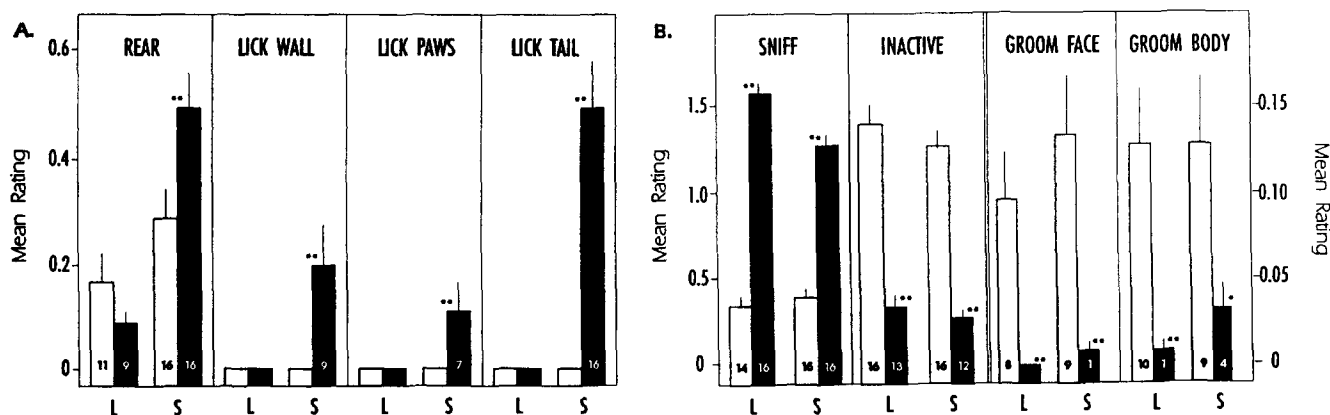 A.
REAR LICK WALL LICK PAWS LICK TAIL
0.6
0.4
0.2
0
Mean Rating
11 9 16 16 9 7 16
L S L S L S L S
B.
SNIFF INACTIVE GROOM FACE GROOM BODY
1.5
1.0
0.5
0
Mean Rating
0.15
0.10
0.05
0
Mean Rating
14 16 16 16 16 13 16 12 8 9 1 10 1 9 4
L S L S L S L S